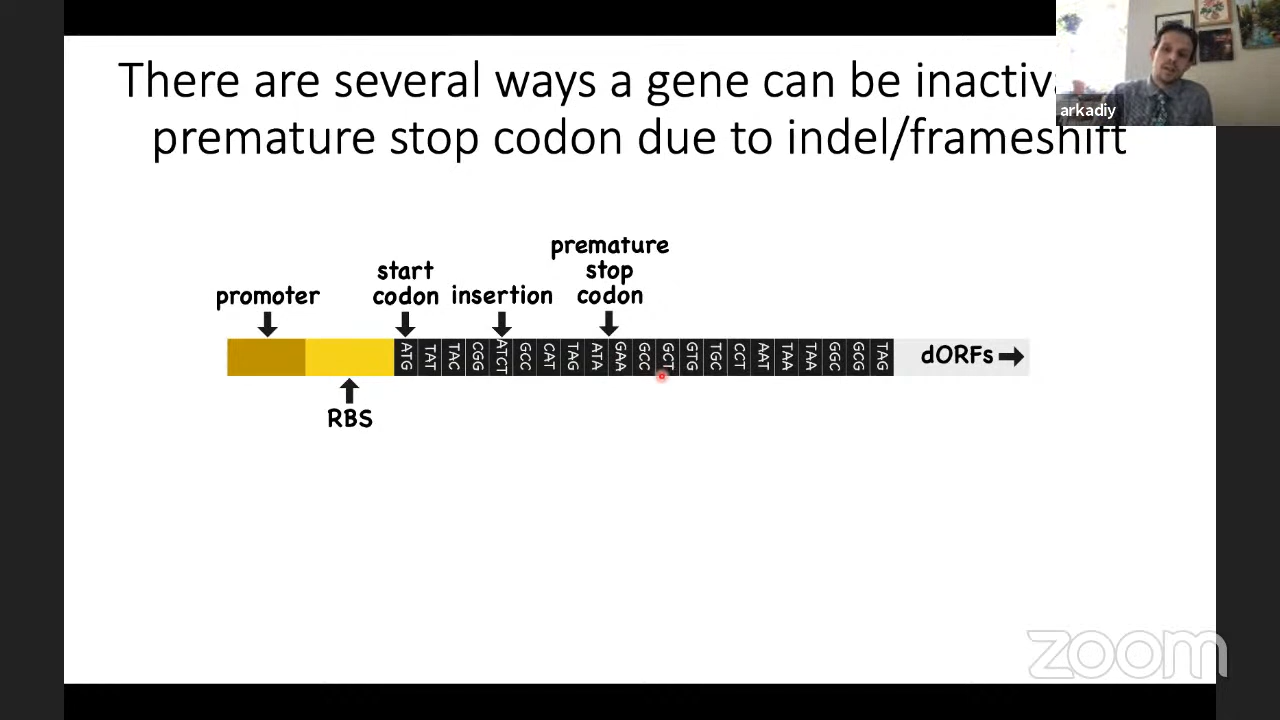 There are several ways a gene can be inactiva
premature stop codon due to indel/frameshift
arkadiy
premature
stop
codon
start
codon
insertion
promoter
ATG TAT TAC CGG ATCT GCC CAT TAG ATA GAA GCC GCT GTG TGC CCT AAT TAA TAA GGC GCG TAG
dORFs
RBS
zoom